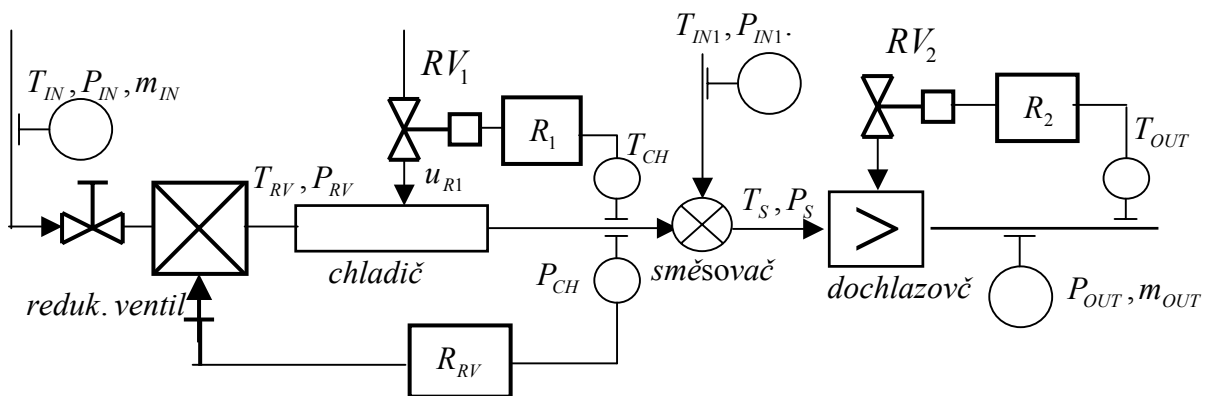 T_IN, P_IN, m_IN
RV_1
R_1
T_CH
T_IN1, P_IN1.
RV_2
R_2
T_OUT
T_RV, P_RV
u_R1
T_S, P_S
>
reduk. ventil
chladič
P_CH
směsovač
dochlazovč
P_OUT, m_OUT
R_RV